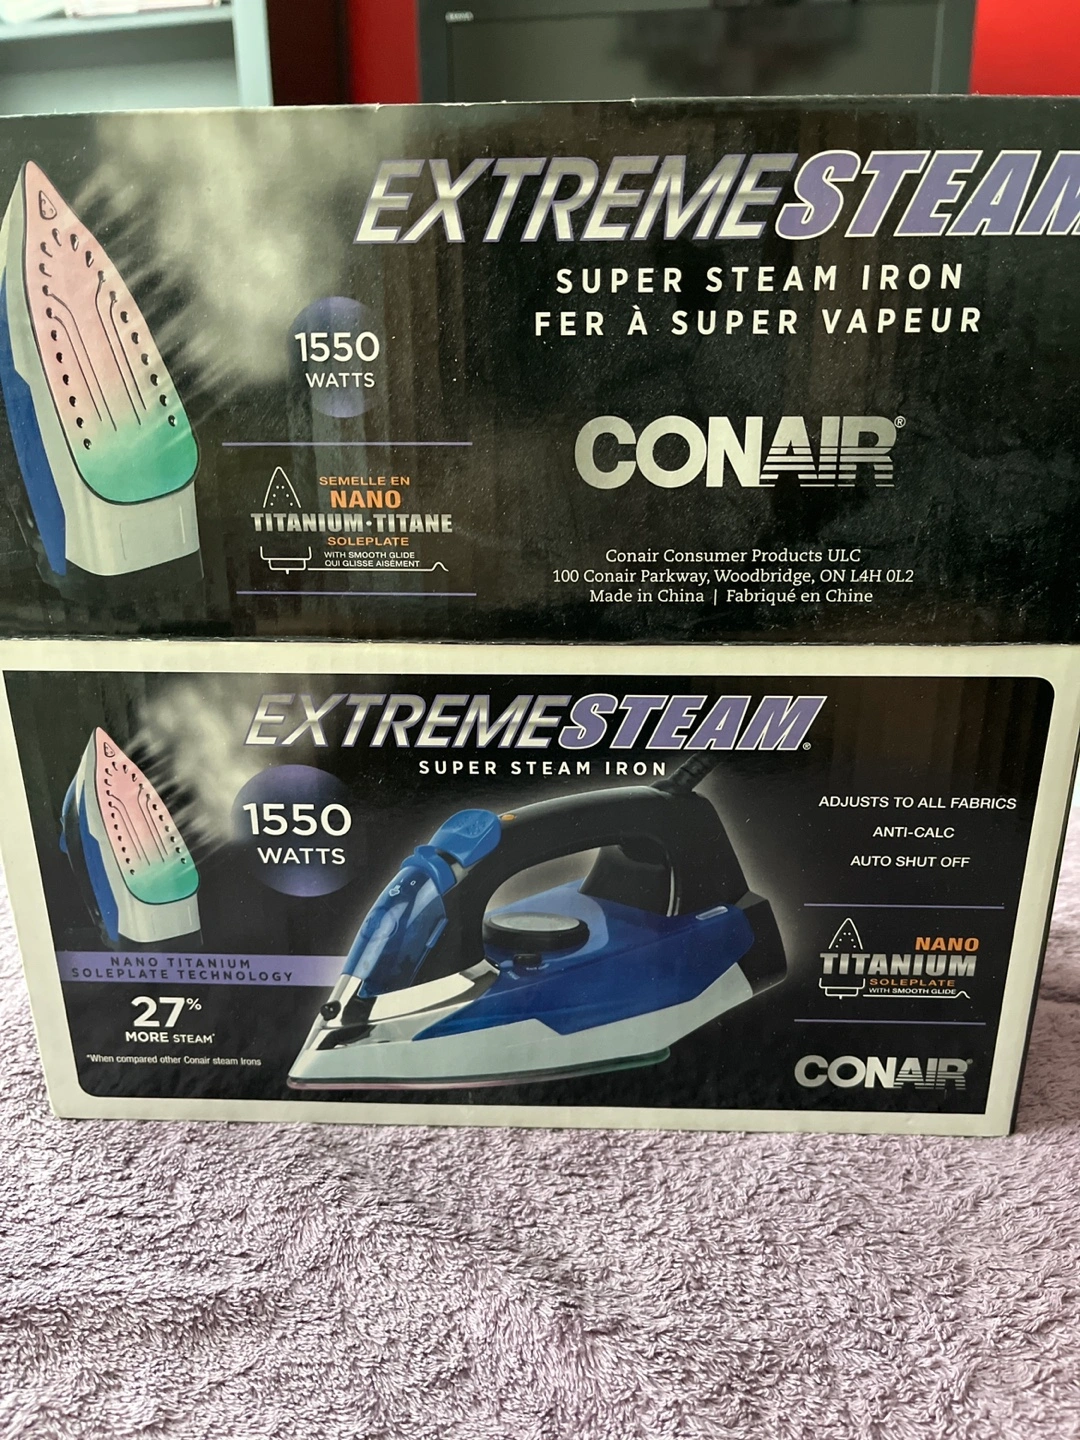 EXTREMESTEAM
SUPER STEAM IRON
FER À SUPER VAPEUR
1550
WATTS
SEMELLE EN
NANO
TITANIUM·TITANE
SOLEPLATE
WITH SMOOTH GLIDE
QUI GLISSE AISÉMENT
CONAIR®
Conair Consumer Products ULC
100 Conair Parkway, Woodbridge, ON L4H 0L2
Made in China | Fabriqué en Chine
EXTREMESTEAM®
SUPER STEAM IRON
1550
WATTS
NANO TITANIUM
SOLEPLATE TECHNOLOGY
27%
MORE STEAM*
*When compared other Conair steam Irons
ADJUSTS TO ALL FABRICS
ANTI-CALC
AUTO SHUT OFF
NANO
TITANIUM
SOLEPLATE
WITH SMOOTH GLIDE
CONAIR®